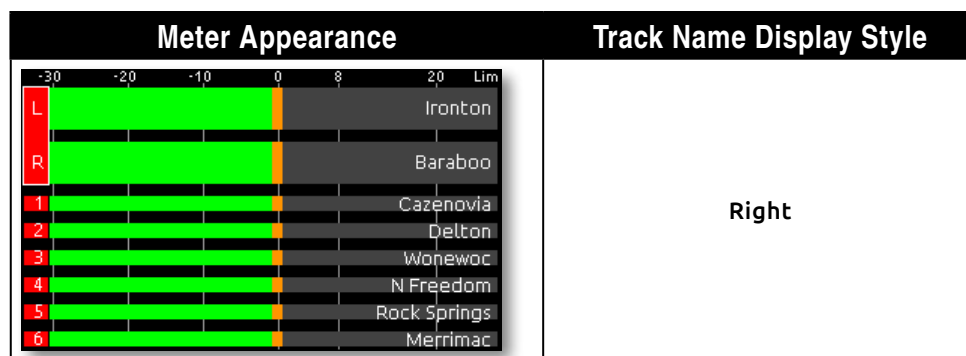 Meter Appearance Track Name Display Style
-30 -20 -10 0 8 20 Lim
L Ironton
R Baraboo
1 Cazenovia
2 Delton
3 Wonewoc
Right
4 N Freedom
5 Rock Springs
6 Merrimac